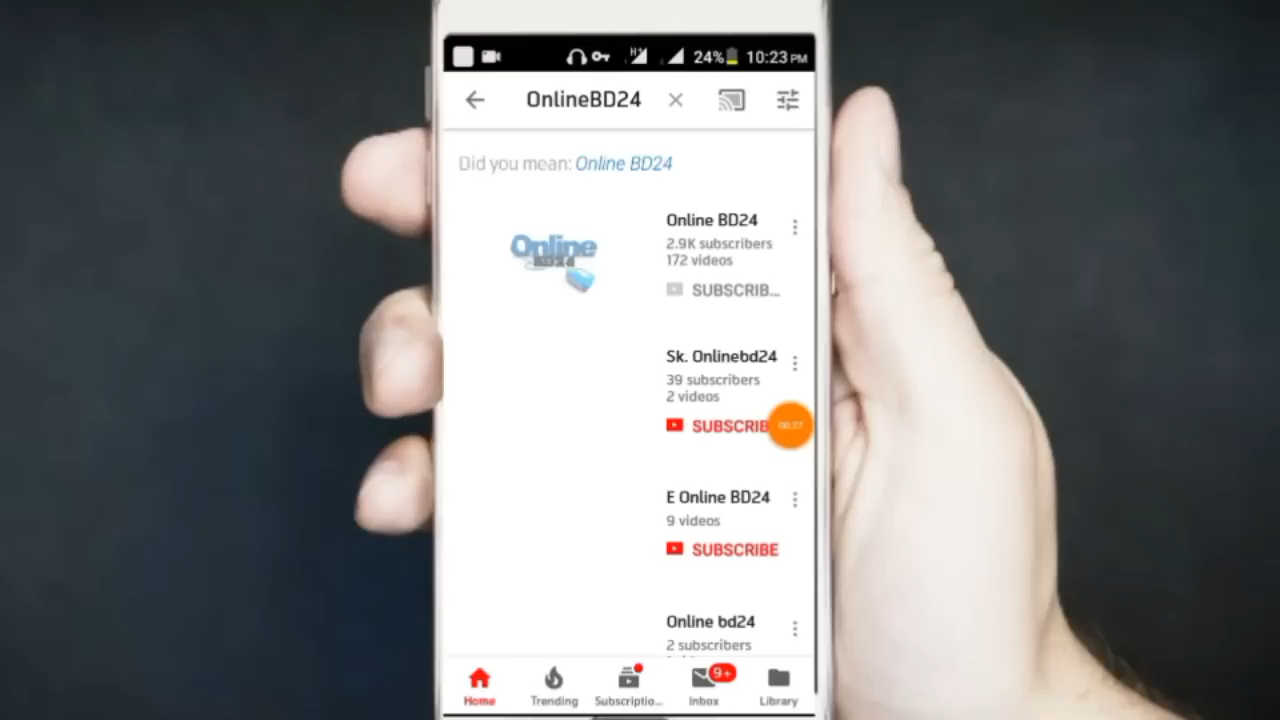 24% 10:23 PM
OnlineBD24
Did you mean: Online BD24
Online
BD24
Online BD24
2.9K subscribers
172 videos
SUBSCRIB...
Sk. Onlinebd24
39 subscribers
2 videos
SUBSCRIB
00:37
E Online BD24
9 videos
SUBSCRIBE
Online bd24
2 subscribers
9+
Home
Trending
Subscriptio...
Inbox
Library